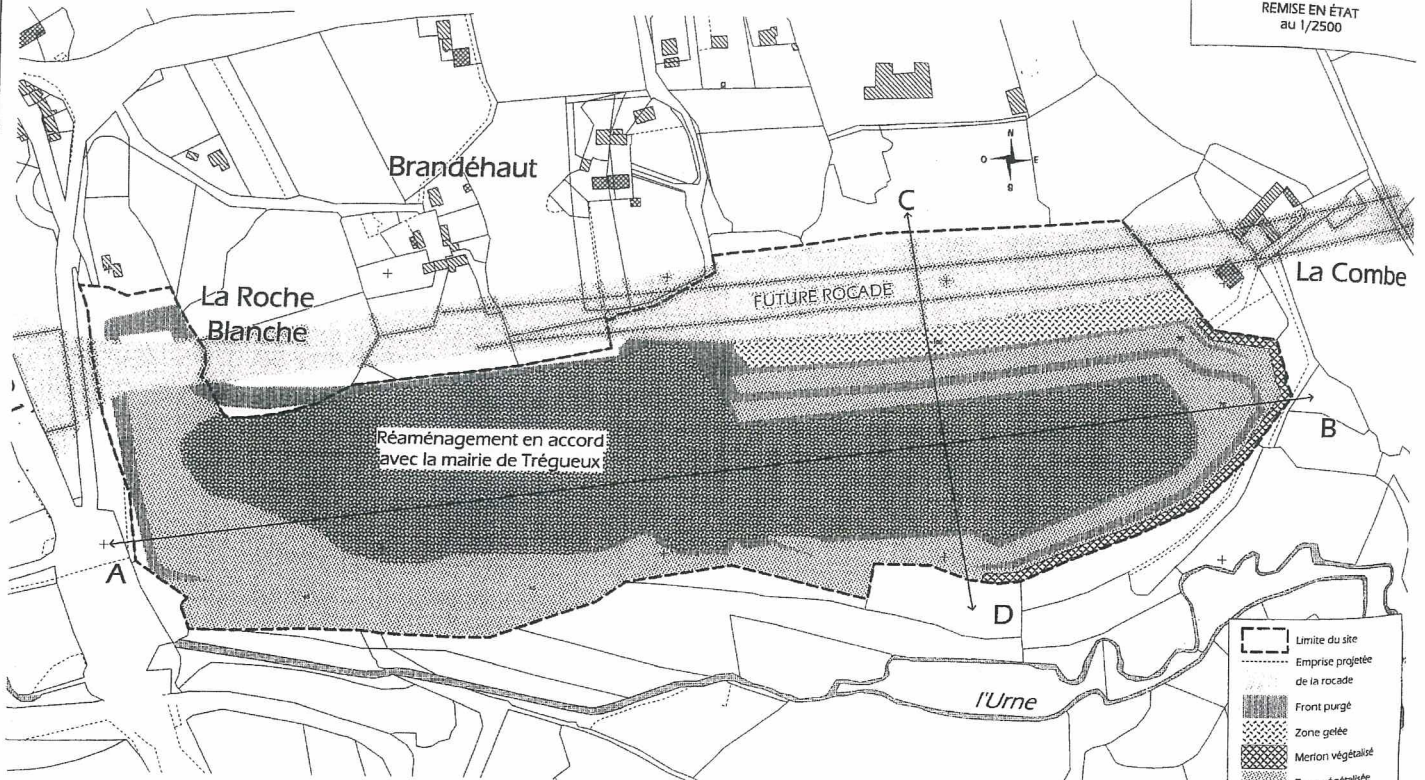 REMISE EN ÉTAT
au 1/2500
Brandéhaut
N
O
E
S
C
La Combe
La Roche
Blanche
FUTURE ROCADE
Réaménagement en accord
avec la mairie de Trégueux
B
A
D
l'Urne
Limite du site
Emprise projetée
de la rocade
Front purgé
Zone gelée
Merlon végétalisé